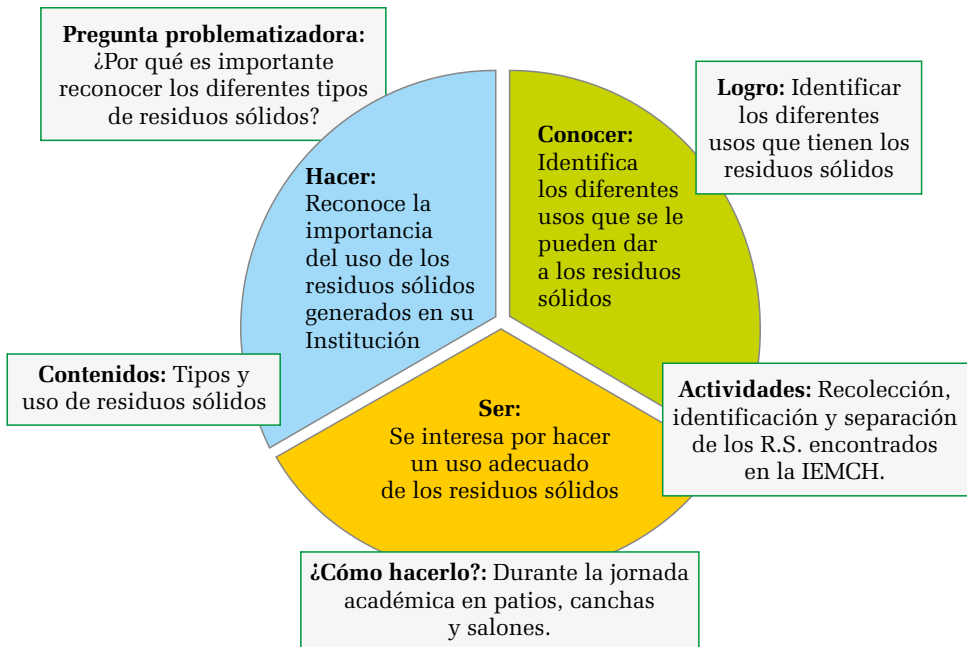 Pregunta problematizadora:
¿Por qué es importante
reconocer los diferentes tipos
de residuos sólidos?
Logro: Identificar
los diferentes
usos que tienen los
residuos sólidos
Hacer:
Reconoce la
importancia
del uso de los
residuos sólidos
generados en su
Institución
Conocer:
Identifica
los diferentes
usos que se le
pueden dar
a los residuos
sólidos
Contenidos: Tipos y
uso de residuos sólidos
Ser:
Se interesa por hacer
un uso adecuado
de los residuos sólidos
Actividades: Recolección,
identificación y separación
de los R.S. encontrados
en la IEMCH.
¿Cómo hacerlo?: Durante la jornada
académica en patios, canchas
y salones.